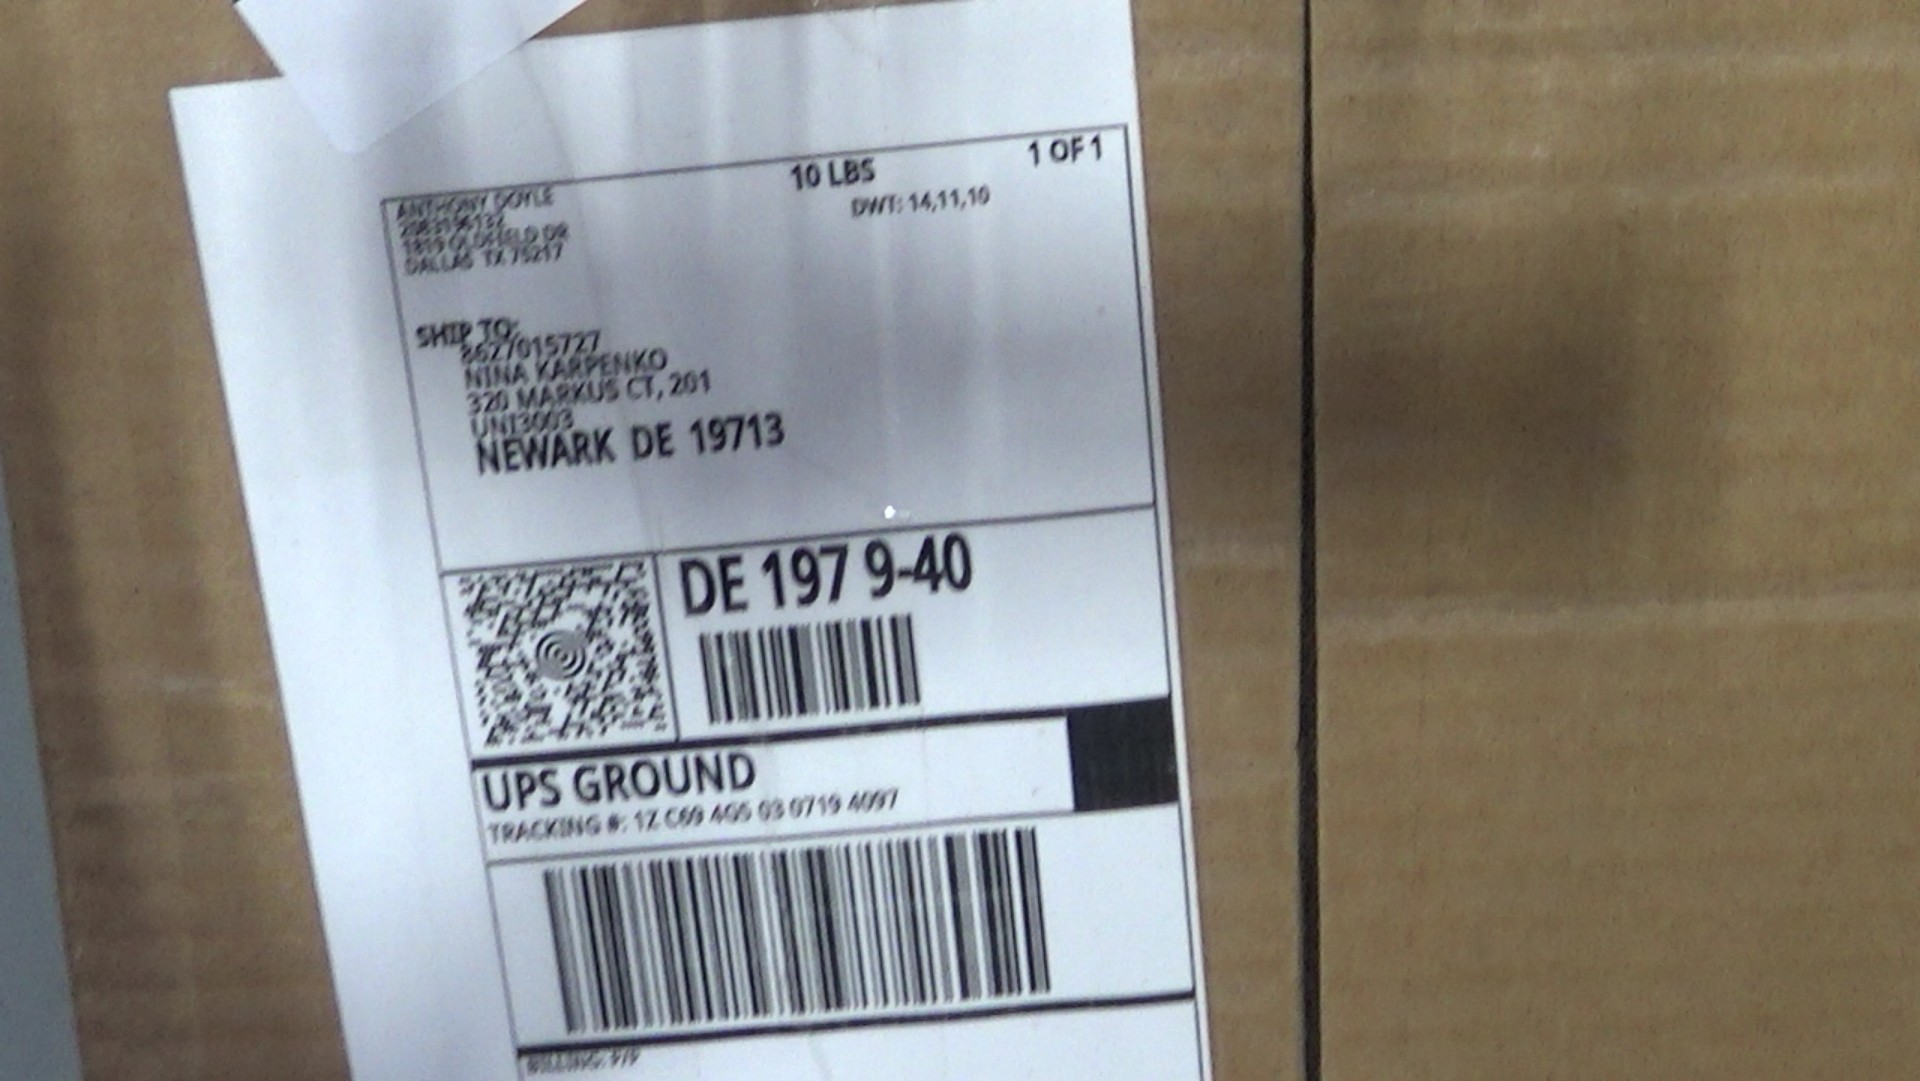 ANTHONY DOYLE
DALLAS TX 75217
10 LBS
1 OF 1
DWT: 14,11,10
SHIP TO:
8627015727
NINA KARPENKO
320 MARKUS CT, 201
UNI3003
NEWARK DE 19713
DE 197 9-40
UPS GROUND
TRACKING #: 1Z C69 4G5 03 0719 4097
BILLING: P/P